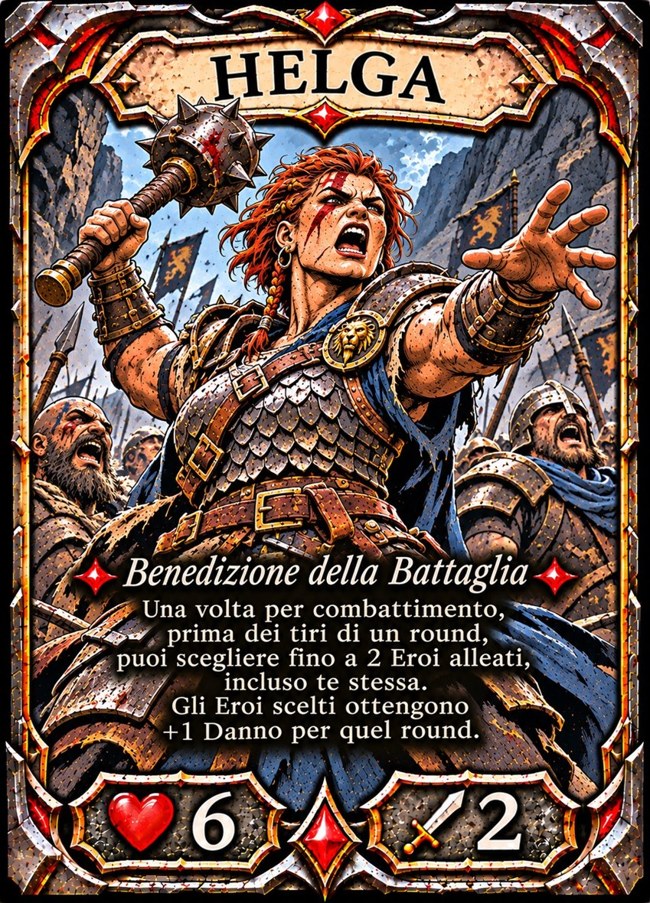 HELGA
Benedizione della Battaglia
Una volta per combattimento,
prima dei tiri di un round,
puoi scegliere fino a 2 Eroi alleati,
incluso te stessa.
Gli Eroi scelti ottengono
+1 Danno per quel round.
6 2